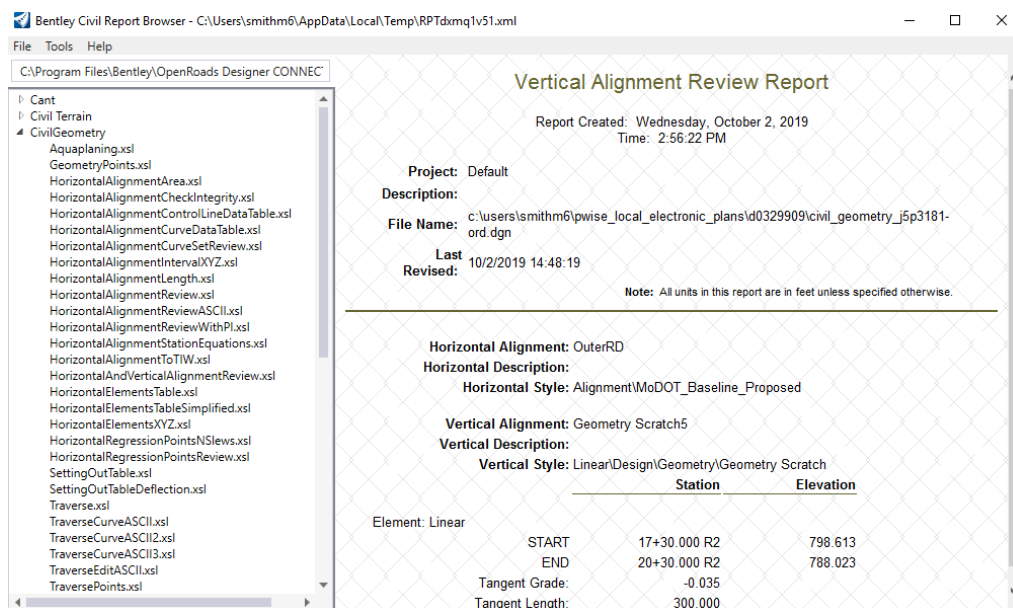 Bentley Civil Report Browser - C:\Users\smithm6\AppData\Local\Temp\RPTdxmq1v51.xml
File Tools Help
C:\Program Files\Bentley\OpenRoads Designer CONNECT
Cant
Civil Terrain
CivilGeometry
Aquaplaning.xsl
GeometryPoints.xsl
HorizontalAlignmentArea.xsl
HorizontalAlignmentCheckIntegrity.xsl
HorizontalAlignmentControlLineDataTable.xsl
HorizontalAlignmentCurveDataTable.xsl
HorizontalAlignmentCurveSetReview.xsl
HorizontalAlignmentIntervalXYZ.xsl
HorizontalAlignmentLength.xsl
HorizontalAlignmentReview.xsl
HorizontalAlignmentReviewASCII.xsl
HorizontalAlignmentReviewWithPI.xsl
HorizontalAlignmentStationEquations.xsl
HorizontalAlignmentToTIW.xsl
HorizontalAndVerticalAlignmentReview.xsl
HorizontalElementsTable.xsl
HorizontalElementsTableSimplified.xsl
HorizontalElementsXYZ.xsl
HorizontalRegressionPointsNSIews.xsl
HorizontalRegressionPointsReview.xsl
SettingOutTable.xsl
SettingOutTableDeflection.xsl
Traverse.xsl
TraverseCurveASCII.xsl
TraverseCurveASCII2.xsl
TraverseCurveASCII3.xsl
TraverseEditASCII.xsl
TraversePoints.xsl
Vertical Alignment Review Report
Report Created: Wednesday, October 2, 2019
Time: 2:56:22 PM
Project: Default
Description:
File Name: c:\users\smithm6\pwise_local_electronic_plans\d0329909\civil_geometry_j5p3181-
ord.dgn
Last Revised: 10/2/2019 14:48:19
Note: All units in this report are in feet unless specified otherwise.
Horizontal Alignment: OuterRD
Horizontal Description:
Horizontal Style: Alignment\MoDOT_Baseline_Proposed
Vertical Alignment: Geometry Scratch5
Vertical Description:
Vertical Style: Linear\Design\Geometry\Geometry Scratch
Station Elevation
Element: Linear
START 17+30.000 R2 798.613
END 20+30.000 R2 788.023
Tangent Grade: -0.035
Tangent Length: 300.000